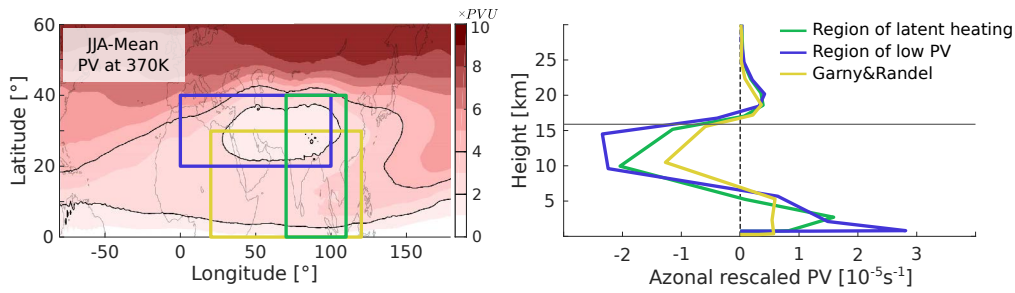 JJA-Mean
PV at 370K
×PVU
60
40
20
0
Latitude [°]
0
50
100
150
Longitude [°]
10
8
6
4
2
0
Region of latent heating
Region of low PV
Garny&Randel
25
20
15
10
5
Height [km]
-2
-1
0
1
2
3
Azonal rescaled PV [10⁻⁵s⁻¹]